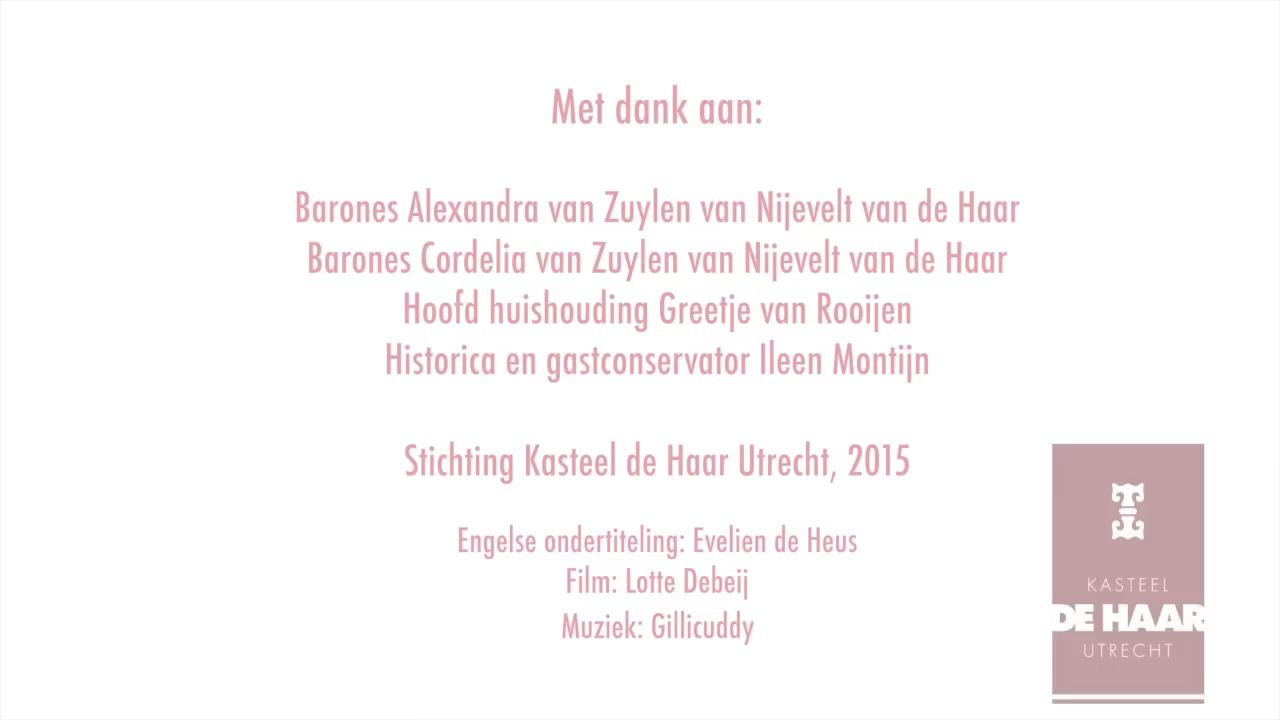 Met dank aan:
Barones Alexandra van Zuylen van Nijevelt van de Haar
Barones Cordelia van Zuylen van Nijevelt van de Haar
Hoofd huishouding Greetje van Rooijen
Historica en gastconservator Ileen Montijn
Stichting Kasteel de Haar Utrecht, 2015
Engelse ondertiteling: Evelien de Heus
Film: Lotte Debeij
Muziek: Gillicuddy
KASTEEL
DE HAAR
UTRECHT